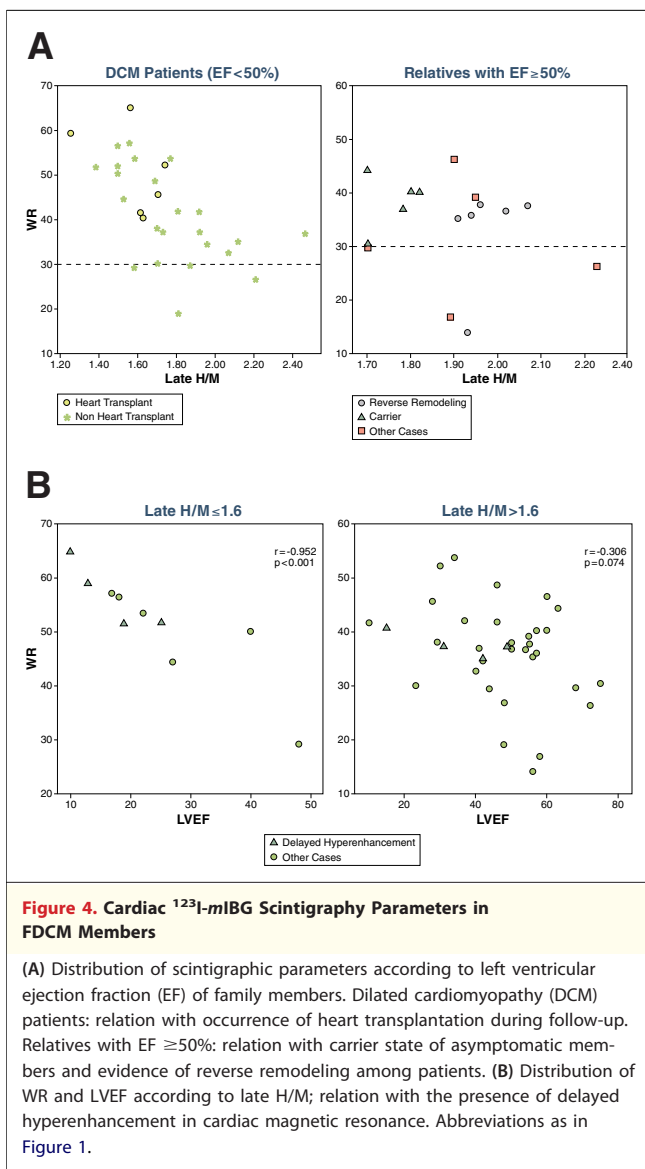 A
DCM Patients (EF<50%)
Relatives with EF≥50%
70
60
50
40
30
20
10
WR
1.20 1.40 1.60 1.80 2.00 2.20 2.40
Late H/M
60
50
40
30
20
10
1.70 1.80 1.90 2.00 2.10 2.20 2.40
Late H/M
Heart Transplant
Non Heart Transplant
Reverse Remodeling
Carrier
Other Cases
B
Late H/M≤1.6
Late H/M>1.6
70
60
50
40
30
20
WR
r=-0.952
p<0.001
10 20 30 40 50
LVEF
60
50
40
30
20
10
r=-0.306
p=0.074
20 40 60 80
LVEF
Delayed Hyperenhancement
Other Cases
Figure 4. Cardiac ¹²³I-mIBG Scintigraphy Parameters in
FDCM Members
(A) Distribution of scintigraphic parameters according to left ventricular
ejection fraction (EF) of family members. Dilated cardiomyopathy (DCM)
patients: relation with occurrence of heart transplantation during follow-up.
Relatives with EF ≥50%: relation with carrier state of asymptomatic mem-
bers and evidence of reverse remodeling among patients. (B) Distribution of
WR and LVEF according to late H/M; relation with the presence of delayed
hyperenhancement in cardiac magnetic resonance. Abbreviations as in
Figure 1.